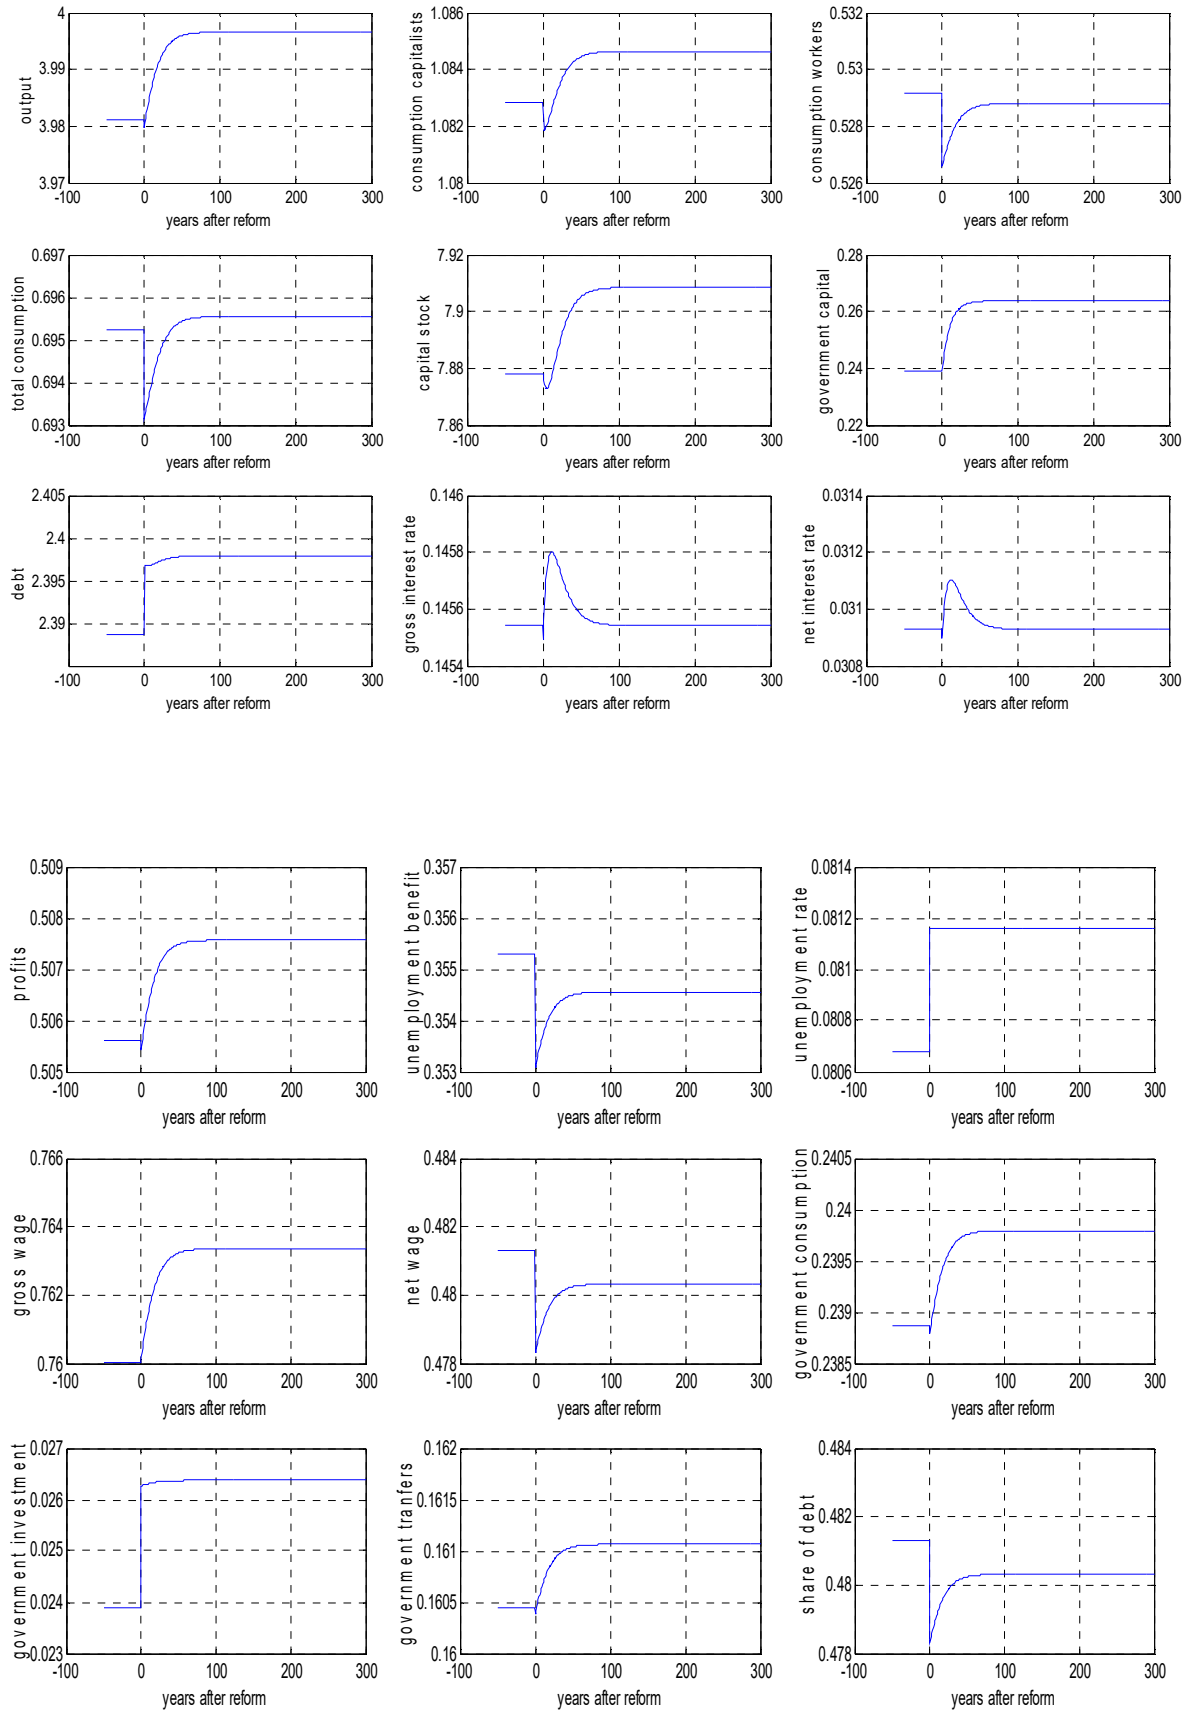 output
4
3.99
3.98
3.97
-100 0 100 200 300
years after reform
consumption capitalists
1.086
1.084
1.082
1.08
-100 0 100 200 300
years after reform
consumption workers
0.532
0.53
0.528
0.526
-100 0 100 200 300
years after reform
total consumption
0.697
0.696
0.695
0.694
0.693
-100 0 100 200 300
years after reform
capital stock
7.92
7.9
7.88
7.86
-100 0 100 200 300
years after reform
government capital
0.28
0.26
0.24
0.22
-100 0 100 200 300
years after reform
debt
2.405
2.4
2.395
2.39
-100 0 100 200 300
years after reform
gross interest rate
0.146
0.1458
0.1456
0.1454
-100 0 100 200 300
years after reform
net interest rate
0.0314
0.0312
0.031
0.0308
-100 0 100 200 300
years after reform
profits
0.509
0.508
0.507
0.506
0.505
-100 0 100 200 300
years after reform
unemployment benefit
0.357
0.356
0.355
0.354
0.353
-100 0 100 200 300
years after reform
unemployment rate
0.0814
0.0812
0.081
0.0808
0.0806
-100 0 100 200 300
years after reform
gross wage
0.766
0.764
0.762
0.76
-100 0 100 200 300
years after reform
net wage
0.484
0.482
0.48
0.478
-100 0 100 200 300
years after reform
government consumption
0.2405
0.24
0.2395
0.239
0.2385
-100 0 100 200 300
years after reform
government investment
0.027
0.026
0.025
0.024
0.023
-100 0 100 200 300
years after reform
government tranfers
0.162
0.1615
0.161
0.1605
0.16
-100 0 100 200 300
years after reform
share of debt
0.484
0.482
0.48
0.478
-100 0 100 200 300
years after reform